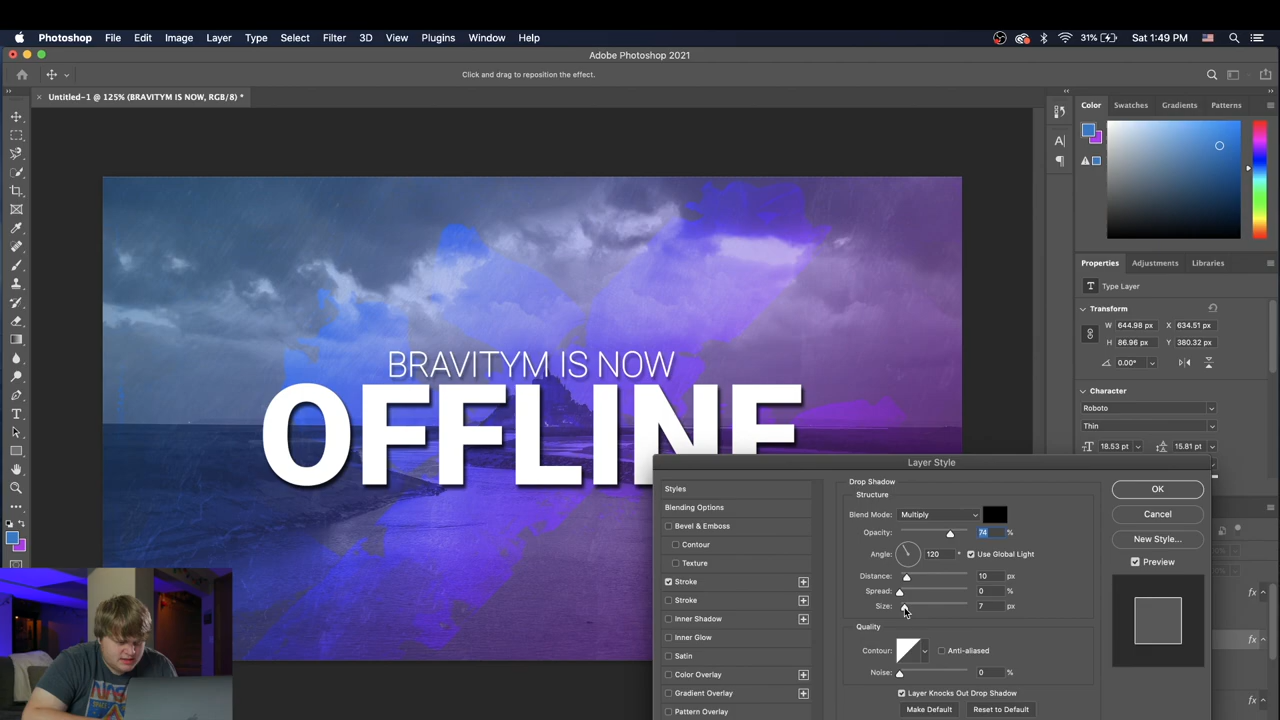 Photoshop File Edit Image Layer Type Select Filter 3D View Plugins Window Help
31% Sat 1:49 PM
Adobe Photoshop 2021
Click and drag to reposition the effect.
Untitled-1 @ 125% (BRAVITYM IS NOW, RGB/8) *
Color Swatches Gradients Patterns
Properties Adjustments Libraries
T Type Layer
Transform
W 644.98 px X 634.51 px
H 86.96 px Y 380.32 px
0.00°
Character
Roboto
Thin
18.53 pt 15.81 pt
BRAVITYM IS NOW
OFFLINE
Layer Style
Styles
Blending Options
Bevel & Emboss
Contour
Texture
Stroke
Stroke
Inner Shadow
Inner Glow
Satin
Color Overlay
Gradient Overlay
Pattern Overlay
Drop Shadow
Structure
Blend Mode: Multiply
Opacity: 74 %
Angle: 120 ° Use Global Light
Distance: 10 px
Spread: 0 %
Size: 7 px
Quality
Contour: Anti-aliased
Noise: 0 %
Layer Knocks Out Drop Shadow
Make Default Reset to Default
OK
Cancel
New Style...
Preview
fx
fx
fx
NASA